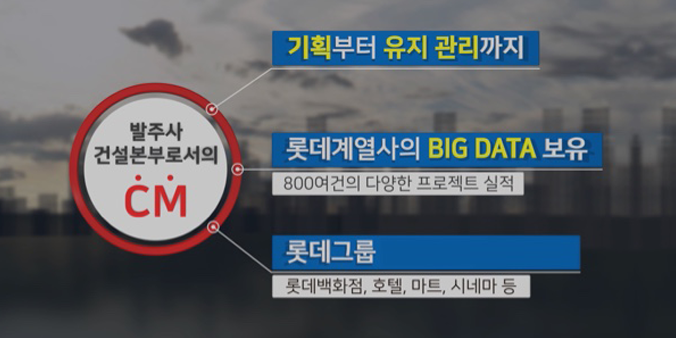 기획부터 유지 관리까지
발주사
건설본부로서의
CM
롯데계열사의 BIG DATA 보유
800여건의 다양한 프로젝트 실적
롯데그룹
롯데백화점, 호텔, 마트, 시네마 등